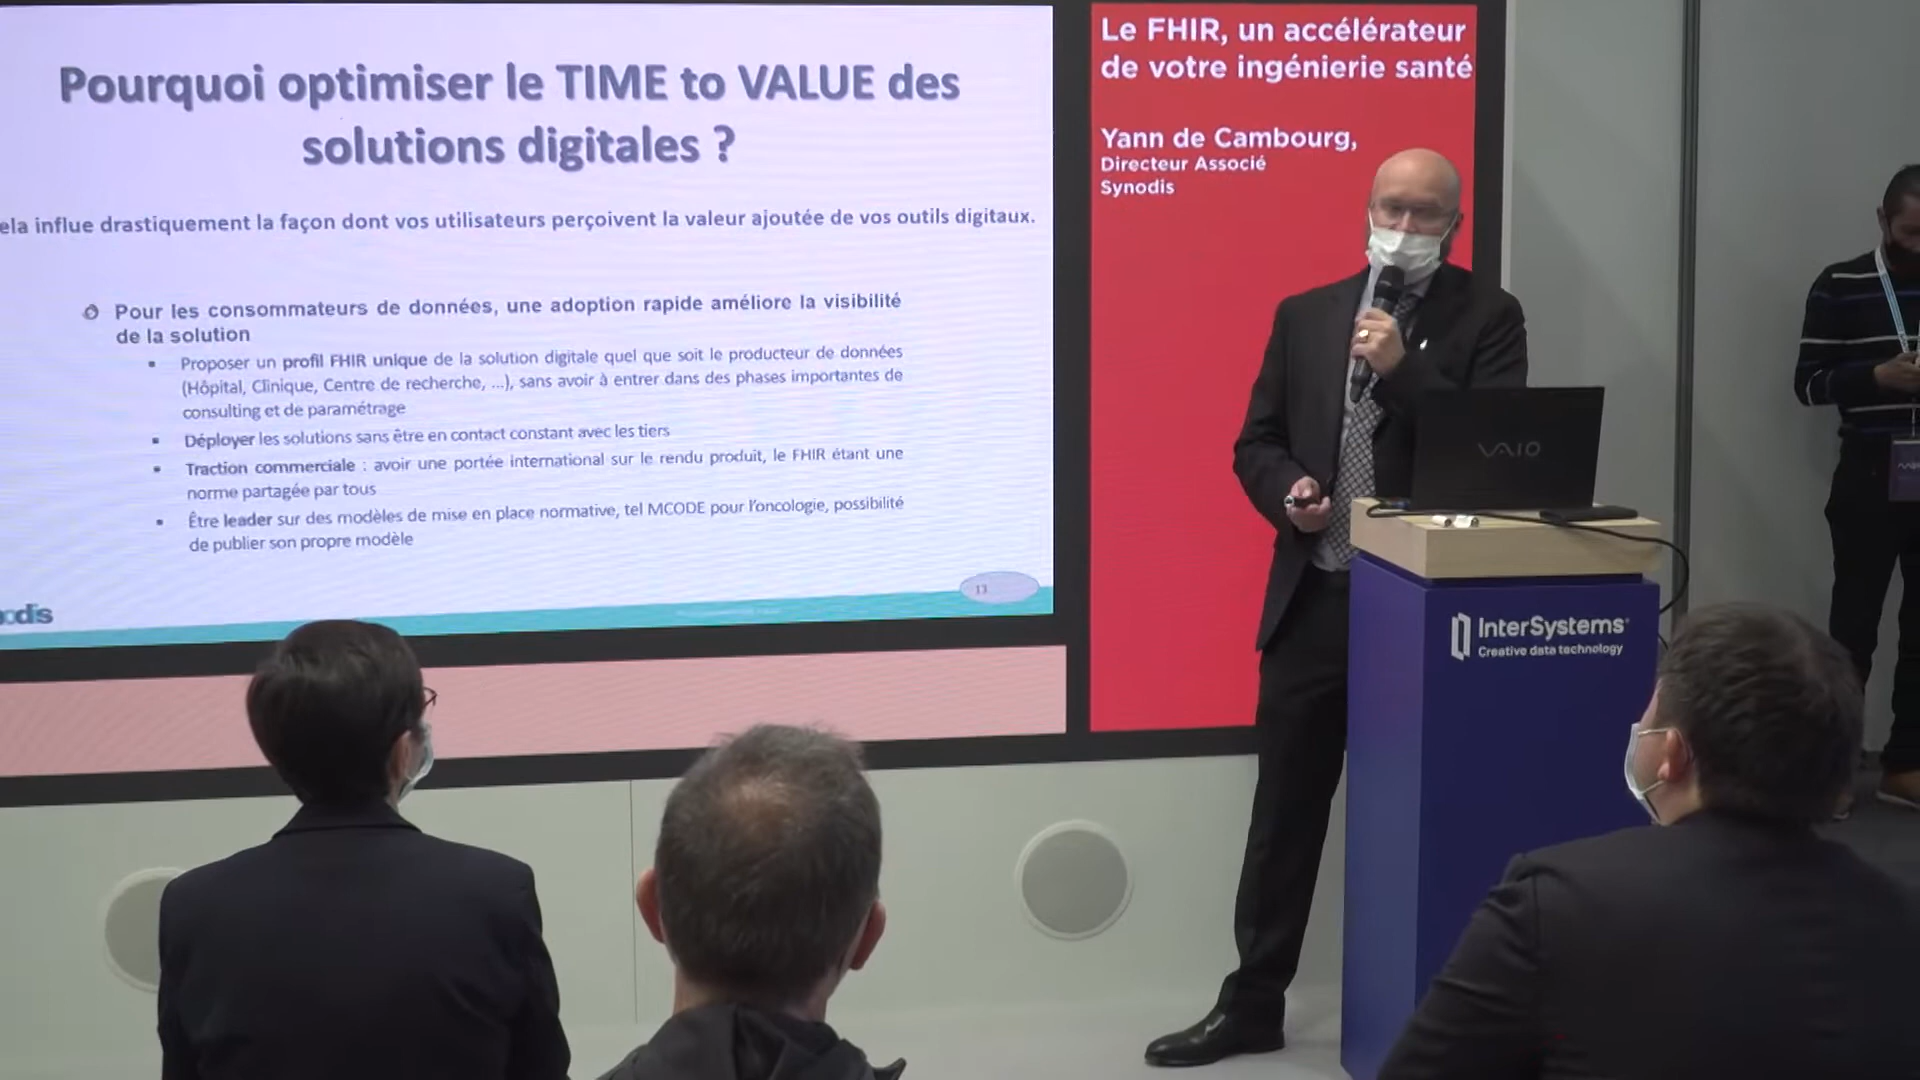 Pourquoi optimiser le TIME to VALUE des
solutions digitales ?
ela influe drastiquement la façon dont vos utilisateurs perçoivent la valeur ajoutée de vos outils digitaux.
Pour les consommateurs de données, une adoption rapide améliore la visibilité
de la solution
▪ Proposer un profil FHIR unique de la solution digitale quel que soit le producteur de données
(Hôpital, Clinique, Centre de recherche, ...), sans avoir à entrer dans des phases importantes de
consulting et de paramétrage
▪ Déployer les solutions sans être en contact constant avec les tiers
▪ Traction commerciale : avoir une portée international sur le rendu produit, le FHIR étant une
norme partagée par tous
▪ Être leader sur des modèles de mise en place normative, tel MCODE pour l'oncologie, possibilité
de publier son propre modèle
odis
13
Le FHIR, un accélérateur
de votre ingénierie santé
Yann de Cambourg,
Directeur Associé
Synodis
VAIO
InterSystems
Creative data technology